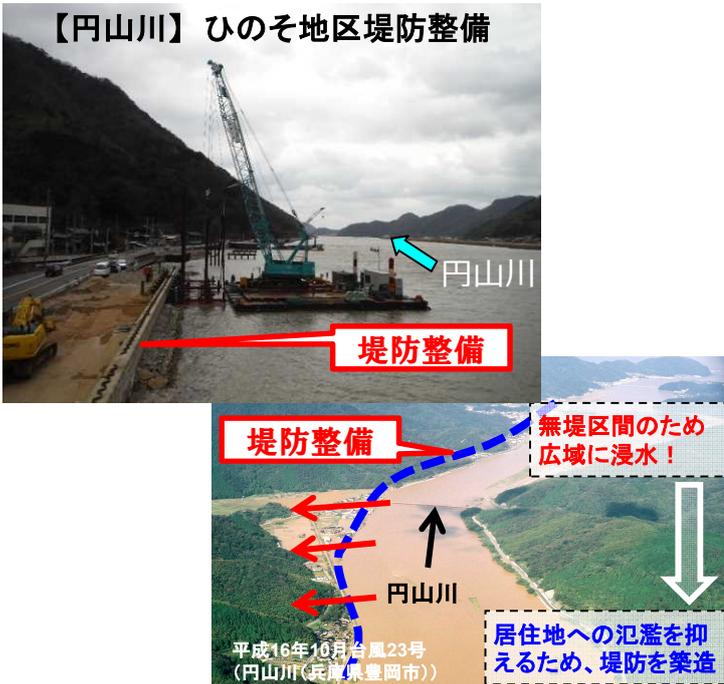 【円山川】ひのそ地区堤防整備
円山川
堤防整備
堤防整備
無堤区間のため
広域に浸水！
円山川
居住地への氾濫を抑
えるため、堤防を築造
平成16年10月台風23号
（円山川（兵庫県豊岡市））